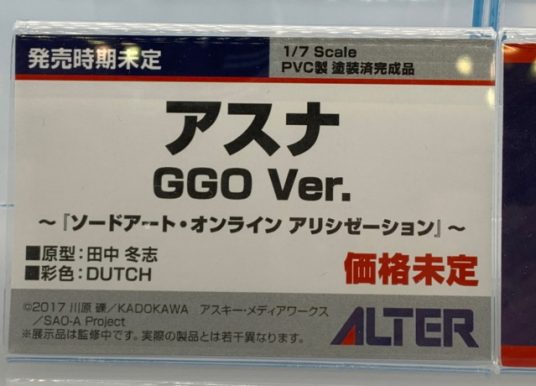 発売時期未定
1/7 Scale
PVC製 塗装済完成品
アスナ
GGO Ver.
～『ソードアート・オンライン アリシゼーション』～
■原型：田中 冬志
■彩色：DUTCH
価格未定
©2017 川原 礫／KADOKAWA アスキー・メディアワークス
／SAO-A Project
※展示品は監修中です。実際の製品とは若干異なります。
ALTER